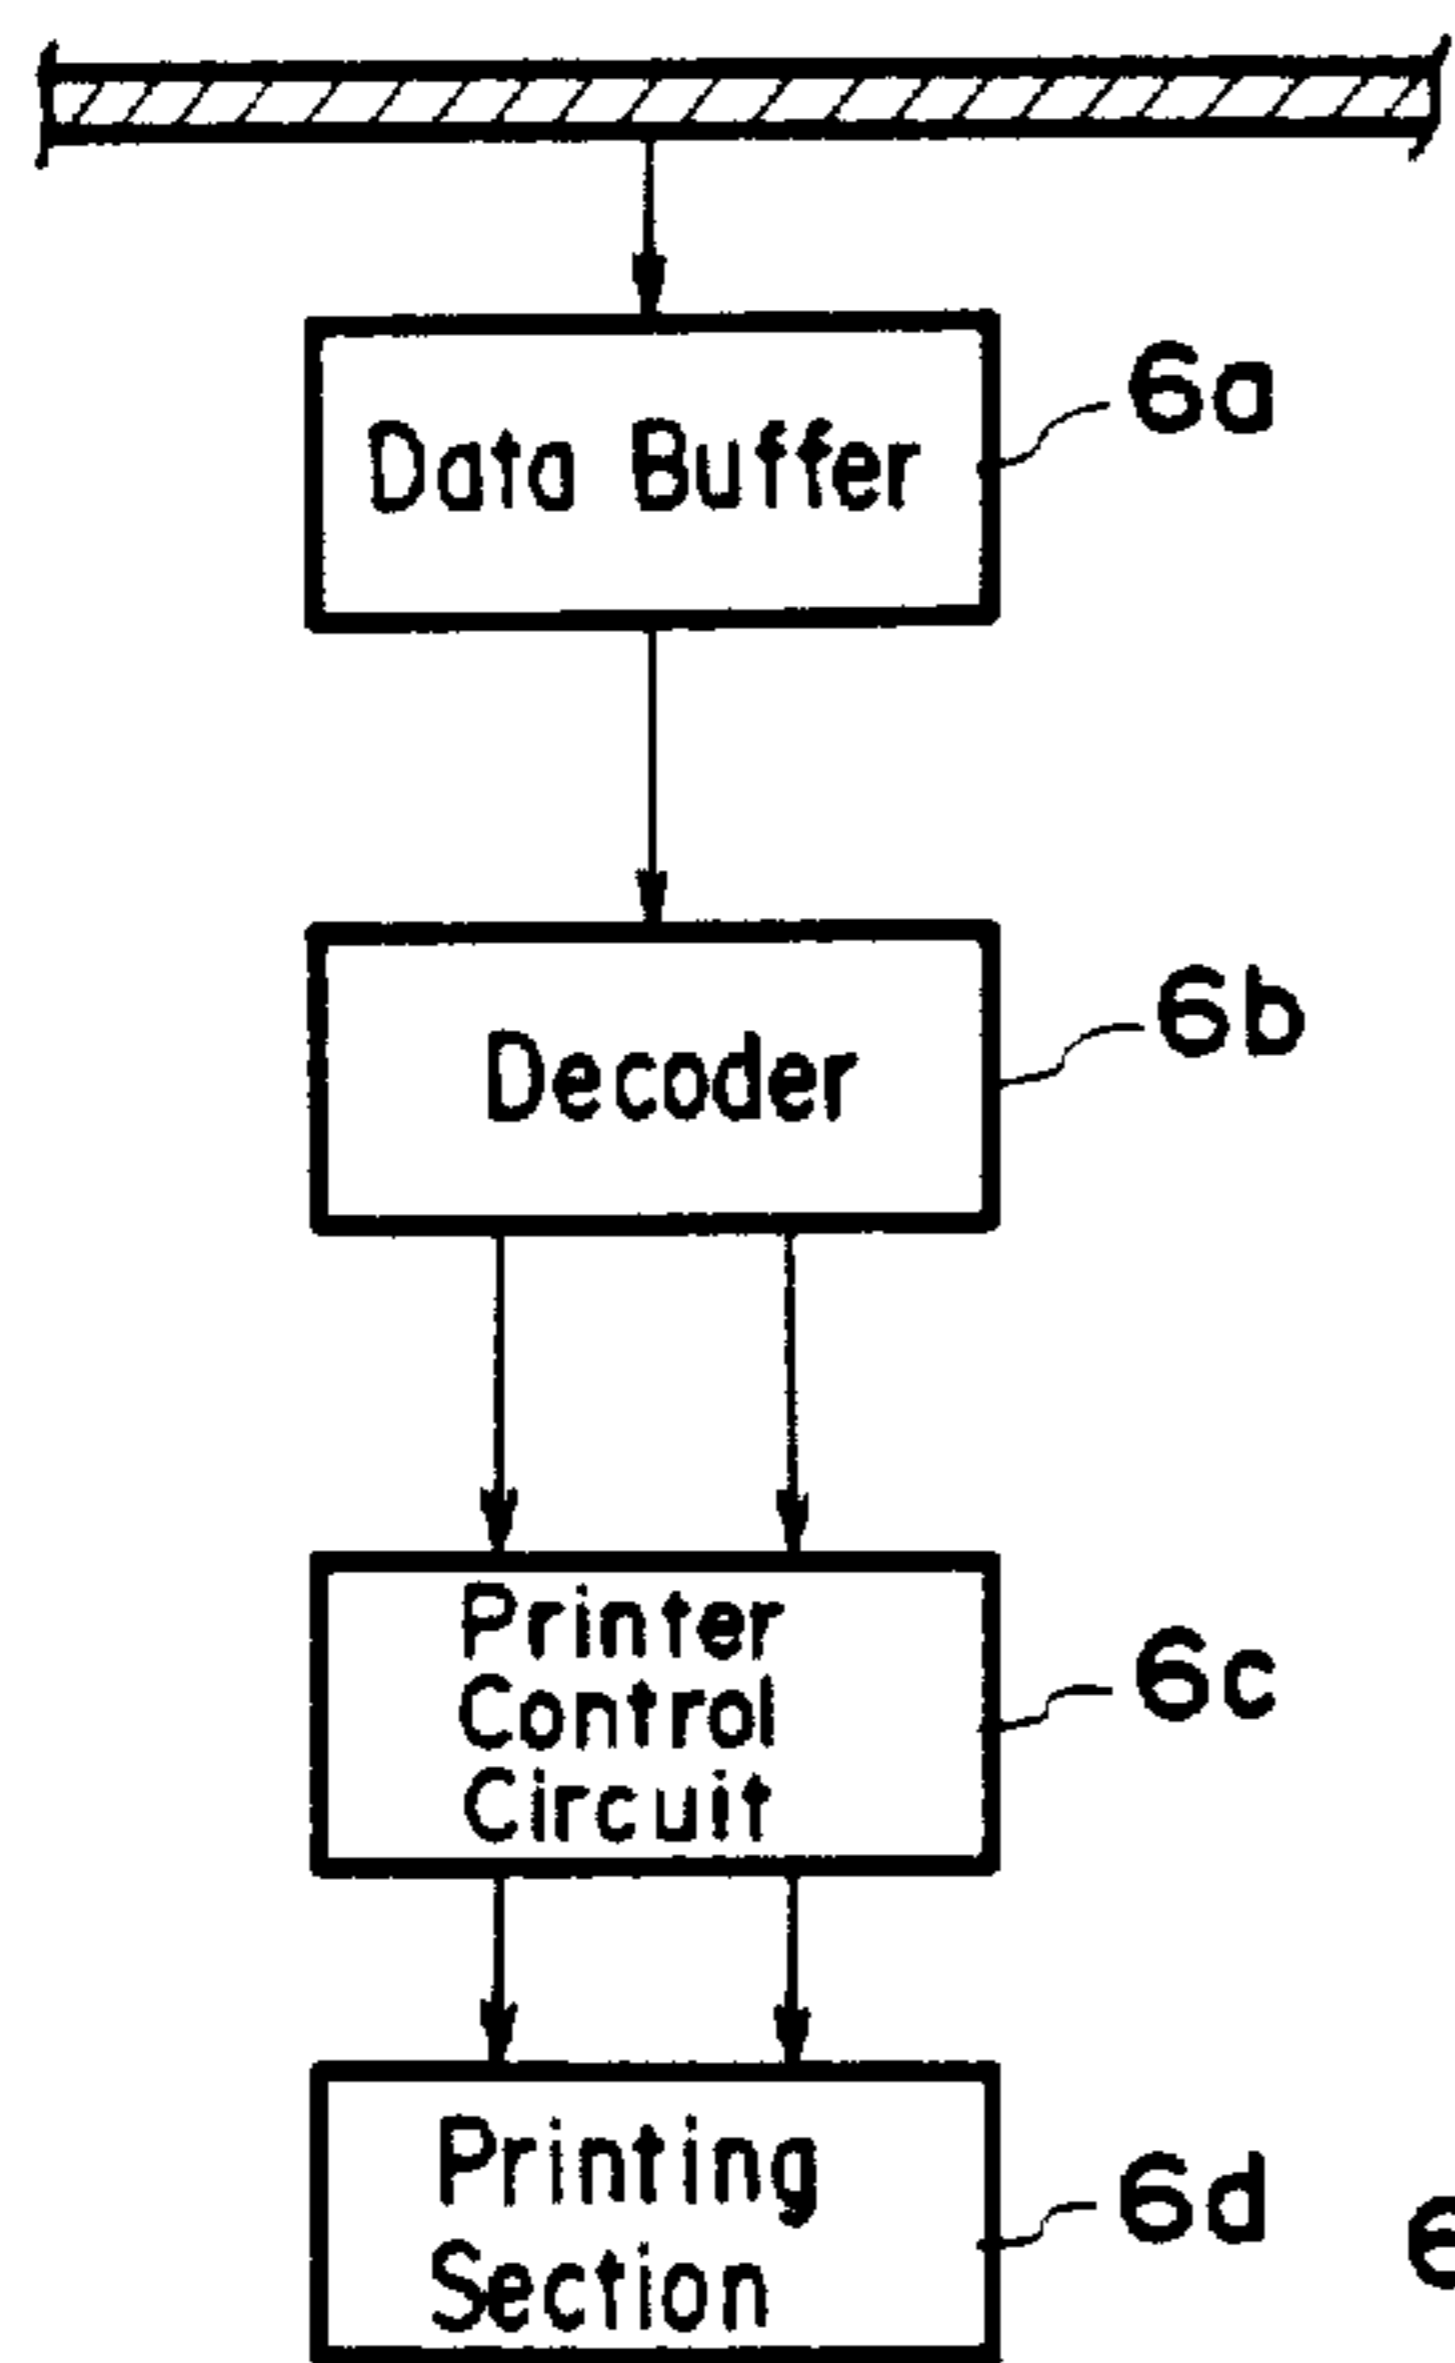 Data Buffer
6a
Decoder
6b
Printer
Control
Circuit
6c
Printing
Section
6d